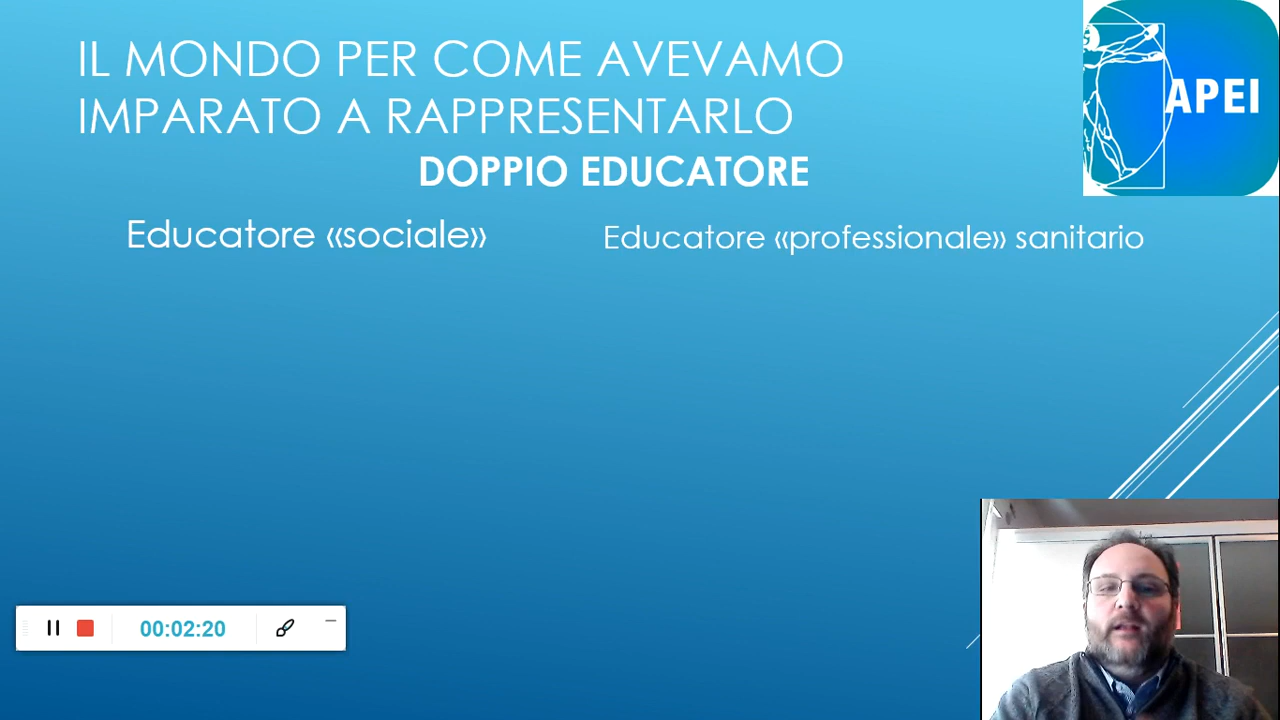 IL MONDO PER COME AVEVAMO
IMPARATO A RAPPRESENTARLO
DOPPIO EDUCATORE
Educatore «sociale»
Educatore «professionale» sanitario
APEI
00:02:20